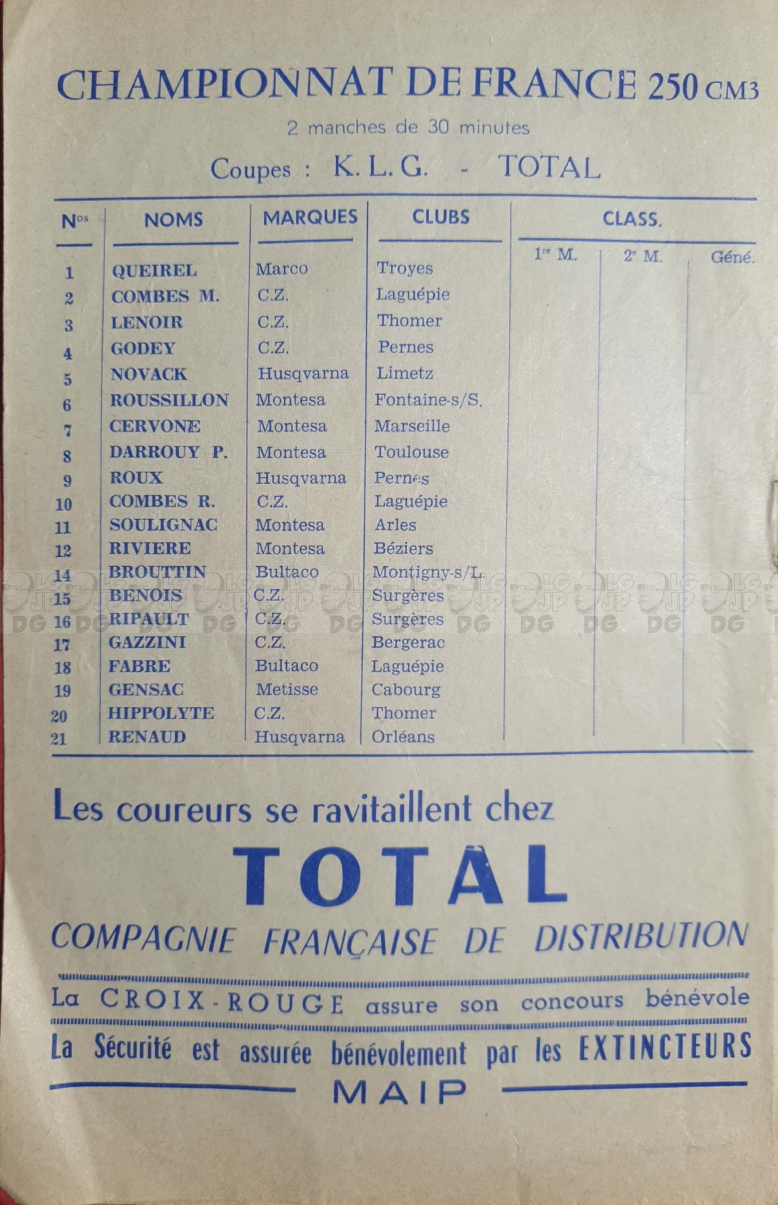 CHAMPIONNAT DE FRANCE 250 CM3
2 manches de 30 minutes
Coupes : K. L. G. - TOTAL
Nos NOMS MARQUES CLUBS CLASS.
1re M. 2e M. Géné.
1 QUEIREL Marco Troyes
2 COMBES M. C.Z. Laguépie
3 LENOIR C.Z. Thomer
4 GODEY C.Z. Pernes
5 NOVACK Husqvarna Limetz
6 ROUSSILLON Montesa Fontaine-s/S.
7 CERVONE Montesa Marseille
8 DARROUY P. Montesa Toulouse
9 ROUX Husqvarna Pernes
10 COMBES R. C.Z. Laguépie
11 SOULIGNAC Montesa Arles
12 RIVIERE Montesa Béziers
14 BROUTTIN Bultaco Montigny-s/L.
15 BENOIS C.Z. Surgères
16 RIPAULT C.Z. Surgères
17 GAZZINI C.Z. Bergerac
18 FABRE Bultaco Laguépie
19 GENSAC Metisse Cabourg
20 HIPPOLYTE C.Z. Thomer
21 RENAUD Husqvarna Orléans
Les coureurs se ravitaillent chez
TOTAL
COMPAGNIE FRANÇAISE DE DISTRIBUTION
La CROIX-ROUGE assure son concours bénévole
La Sécurité est assurée bénévolement par les EXTINCTEURS
MAIP